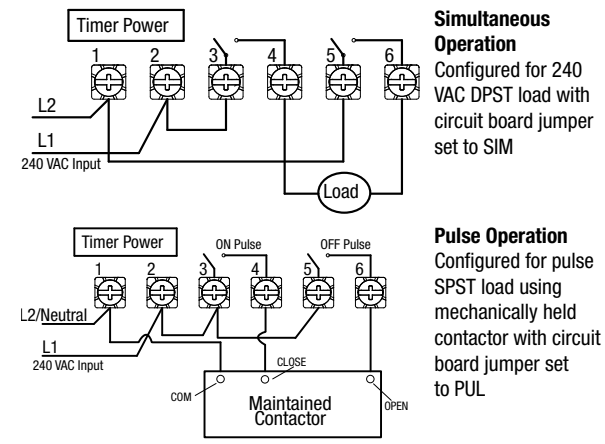 Timer Power
1 2 3 4 5 6
L2
L1
240 VAC Input
Load
Simultaneous
Operation
Configured for 240
VAC DPST load with
circuit board jumper
set to SIM
Timer Power
ON Pulse
OFF Pulse
1 2 3 4 5 6
L2/Neutral
L1
240 VAC Input
COM
CLOSE
OPEN
Maintained
Contactor
Pulse Operation
Configured for pulse
SPST load using
mechanically held
contactor with circuit
board jumper set
to PUL